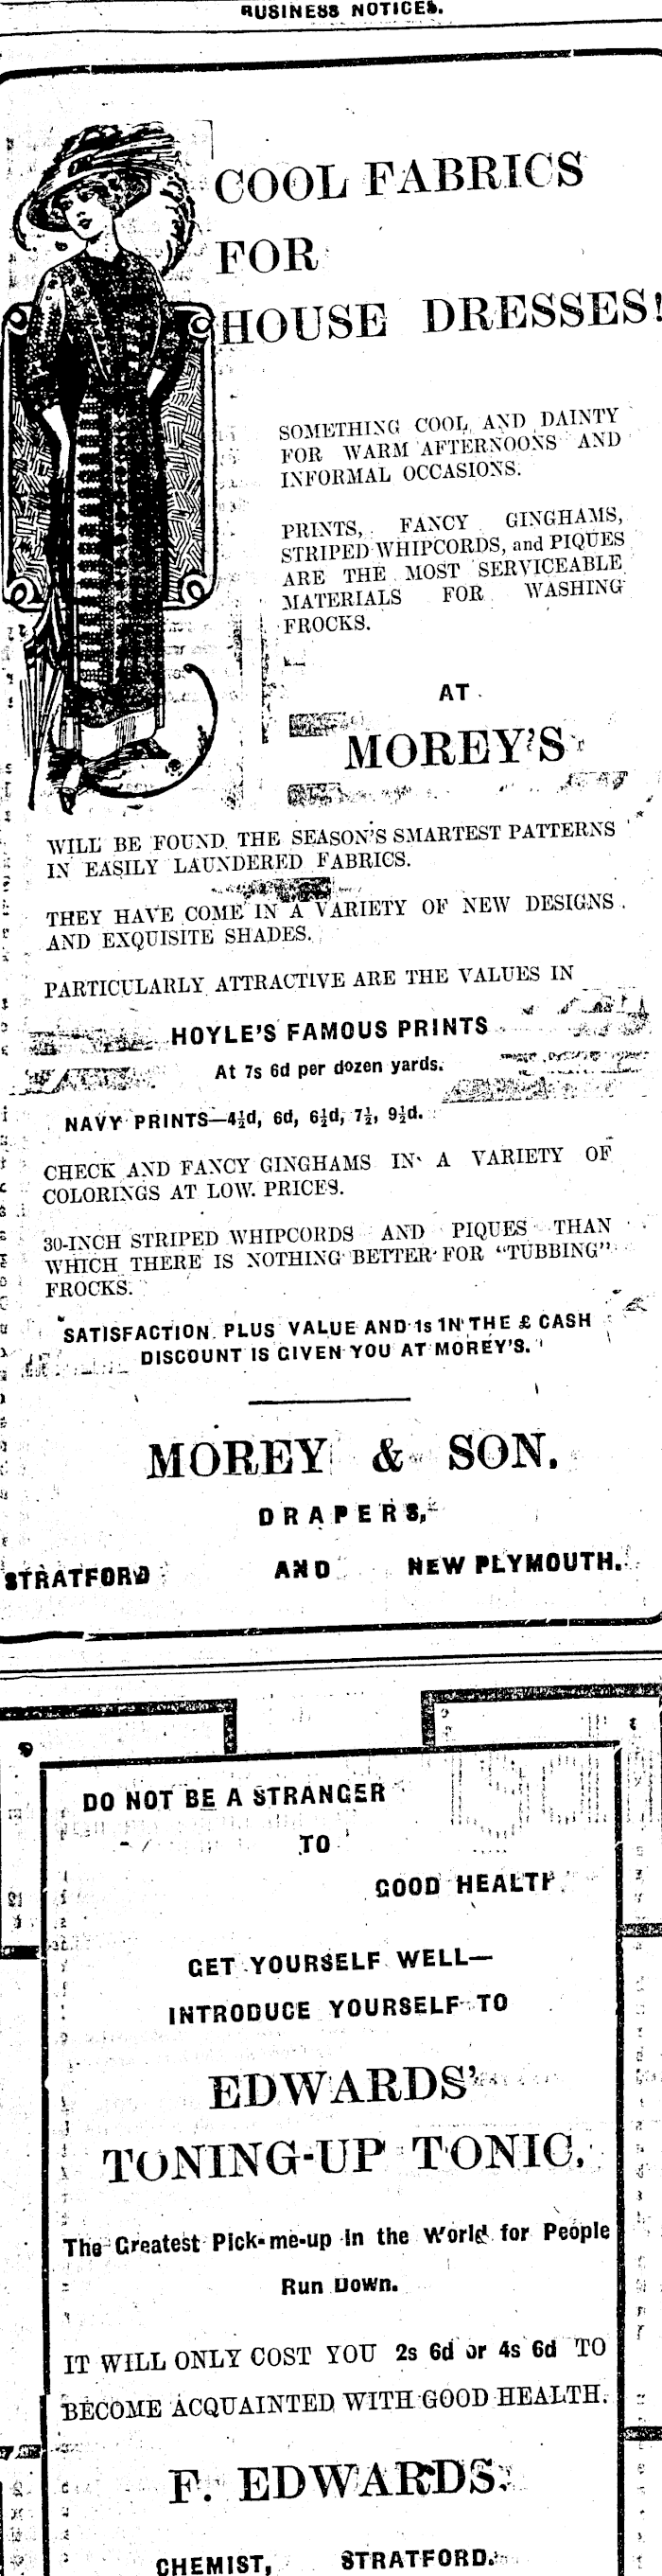 BUSINESS NOTICES.
COOL FABRICS
FOR
HOUSE DRESSES!
SOMETHING COOL AND DAINTY
FOR WARM AFTERNOONS AND
INFORMAL OCCASIONS.
PRINTS, FANCY GINGHAMS,
STRIPED WHIPCORDS, and PIQUES
ARE THE MOST SERVICEABLE
MATERIALS FOR WASHING
FROCKS.
AT
MOREY'S
WILL BE FOUND THE SEASON'S SMARTEST PATTERNS
IN EASILY LAUNDERED FABRICS.
THEY HAVE COME IN A VARIETY OF NEW DESIGNS
AND EXQUISITE SHADES.
PARTICULARLY ATTRACTIVE ARE THE VALUES IN
HOYLE'S FAMOUS PRINTS
At 7s 6d per dozen yards.
NAVY PRINTS—4½d, 6d, 6½d, 7½, 9½d.
CHECK AND FANCY GINGHAMS IN A VARIETY OF
COLORINGS AT LOW PRICES.
30-INCH STRIPED WHIPCORDS AND PIQUES THAN
WHICH THERE IS NOTHING BETTER FOR "TUBBING"
FROCKS.
SATISFACTION PLUS VALUE AND 1s IN THE £ CASH
DISCOUNT IS GIVEN YOU AT MOREY'S.
MOREY & SON.
DRAPERS,
STRATFORD AND NEW PLYMOUTH.
DO NOT BE A STRANGER
TO
GOOD HEALTH.
GET YOURSELF WELL—
INTRODUCE YOURSELF TO
EDWARDS'
TONING-UP TONIC.
The Greatest Pick-me-up in the World for People
Run Down.
IT WILL ONLY COST YOU 2s 6d or 4s 6d TO
BECOME ACQUAINTED WITH GOOD HEALTH.
F. EDWARDS.
CHEMIST, STRATFORD.